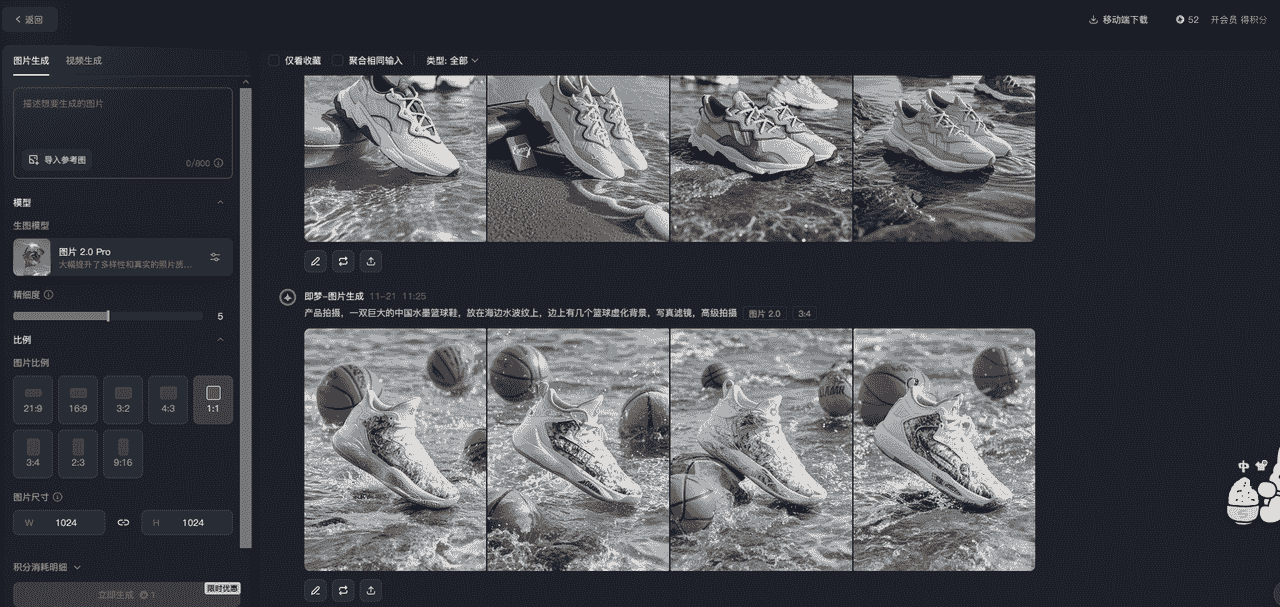 返回
移动端下载
52
开会员 得积分
图片生成
视频生成
仅看收藏
聚合相同输入
类型: 全部
描述想要生成的图片
导入参考图
0/800
模型
生图模型
图片 2.0 Pro
大幅提升了多样性和真实的照片质...
精细度
5
比例
图片比例
21:9
16:9
3:2
4:3
1:1
3:4
2:3
9:16
图片尺寸
W 1024
H 1024
积分消耗明细
限时优惠
立即生成 1
即梦-图片生成 11-21 11:25
产品拍摄，一双巨大的中国水墨篮球鞋，放在海边水波纹上，边上有几个篮球虚化背景，写真滤镜，高级拍摄
图片 2.0
3:4
中